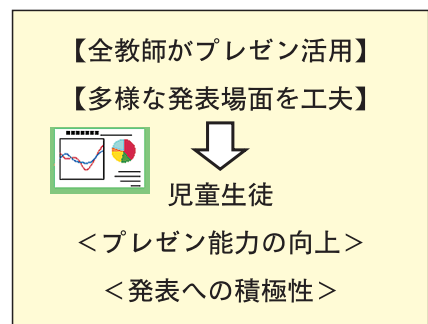 【全教師がプレゼン活用】
【多様な発表場面を工夫】
児童生徒
＜プレゼン能力の向上＞
＜発表への積極性＞